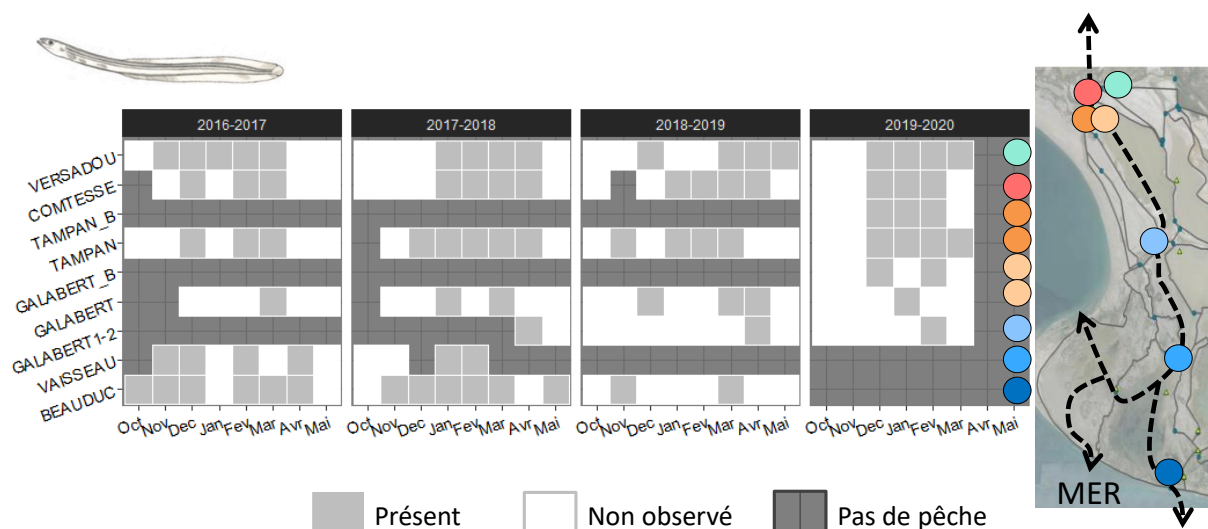 2016-2017
2017-2018
2018-2019
2019-2020
VERSADOU
COMTESSE
TAMPAN_B
TAMPAN
GALABERT_B
GALABERT
GALABERT1-2
VAISSEAU
BEAUDUC
Oct Nov Dec Jan Fev Mar Avr Mai
Oct Nov Dec Jan Fev Mar Avr Mai
Oct Nov Dec Jan Fev Mar Avr Mai
Oct Nov Dec Jan Fev Mar Avr Mai
MER
Présent Non observé Pas de pêche